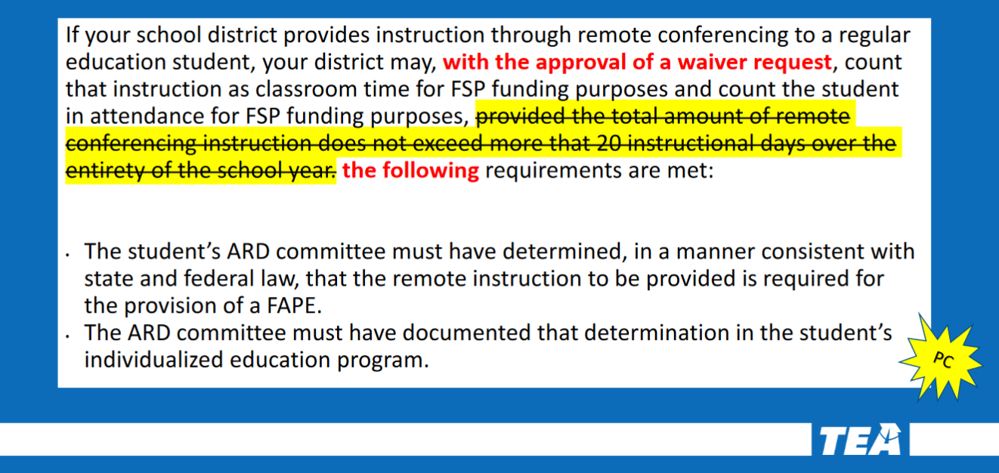 If your school district provides instruction through remote conferencing to a regular
education student, your district may, with the approval of a waiver request, count
that instruction as classroom time for FSP funding purposes and count the student
in attendance for FSP funding purposes, provided the total amount of remote
conferencing instruction does not exceed more that 20 instructional days over the
entirety of the school year. the following requirements are met:
· The student’s ARD committee must have determined, in a manner consistent with
state and federal law, that the remote instruction to be provided is required for
the provision of a FAPE.
· The ARD committee must have documented that determination in the student’s
individualized education program.
PC
TEA